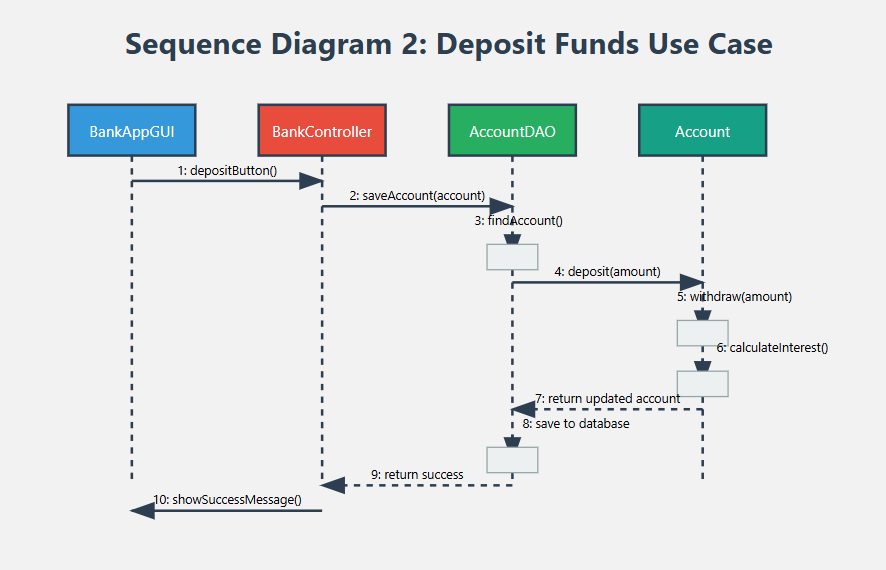 Sequence Diagram 2: Deposit Funds Use Case
BankAppGUI
BankController
AccountDAO
Account
1: depositButton()
2: saveAccount(account)
3: findAccount()
4: deposit(amount)
5: withdraw(amount)
6: calculateInterest()
7: return updated account
8: save to database
9: return success
10: showSuccessMessage()